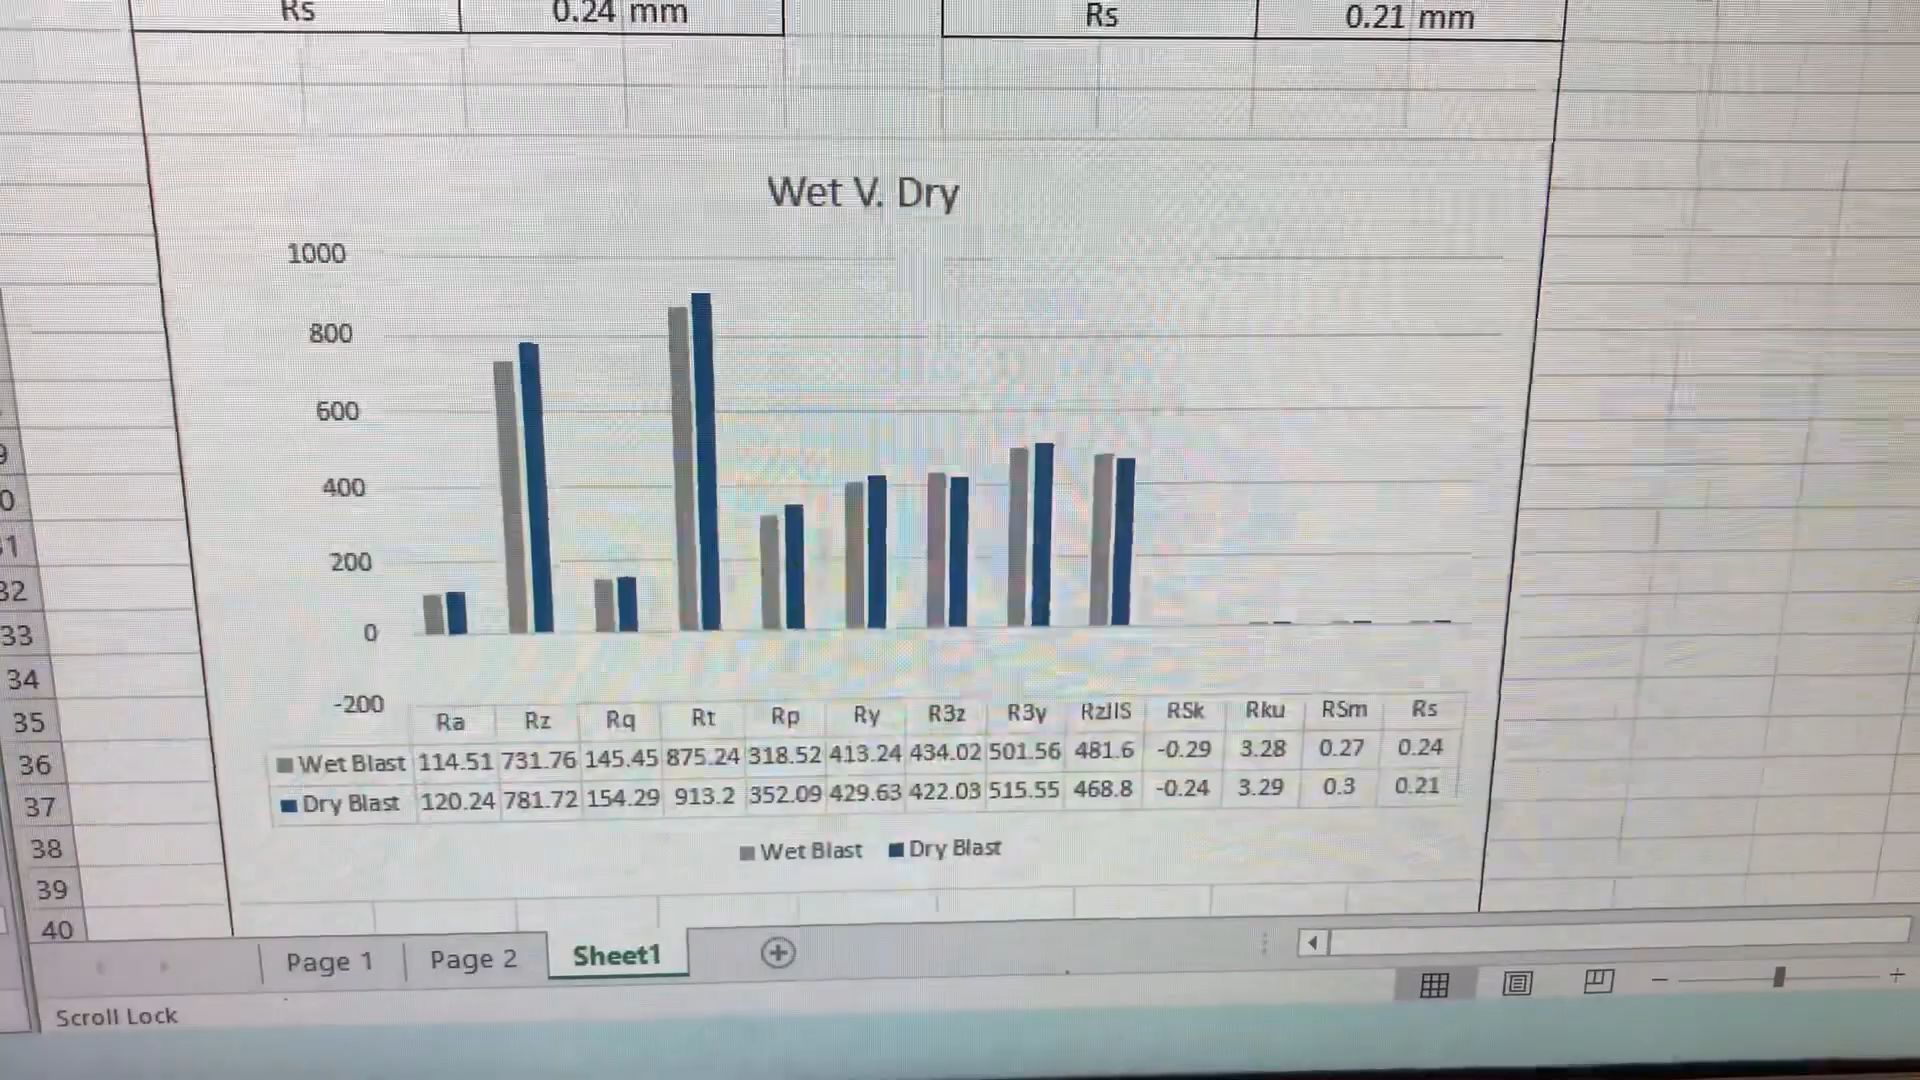 Rs 0.24 mm Rs 0.21 mm
Wet V. Dry
1000
800
600
400
200
0
-200
Ra Rz Rq Rt Rp Ry R3z R3y RzJIS RSk Rku RSm Rs
Wet Blast 114.51 731.76 145.45 875.24 318.52 413.24 434.02 501.56 481.6 -0.29 3.28 0.27 0.24
Dry Blast 120.24 781.72 154.29 913.2 352.09 429.63 422.03 515.55 468.8 -0.24 3.29 0.3 0.21
Wet Blast Dry Blast
32
33
34
35
36
37
38
39
40
Page 1 Page 2 Sheet1
Scroll Lock